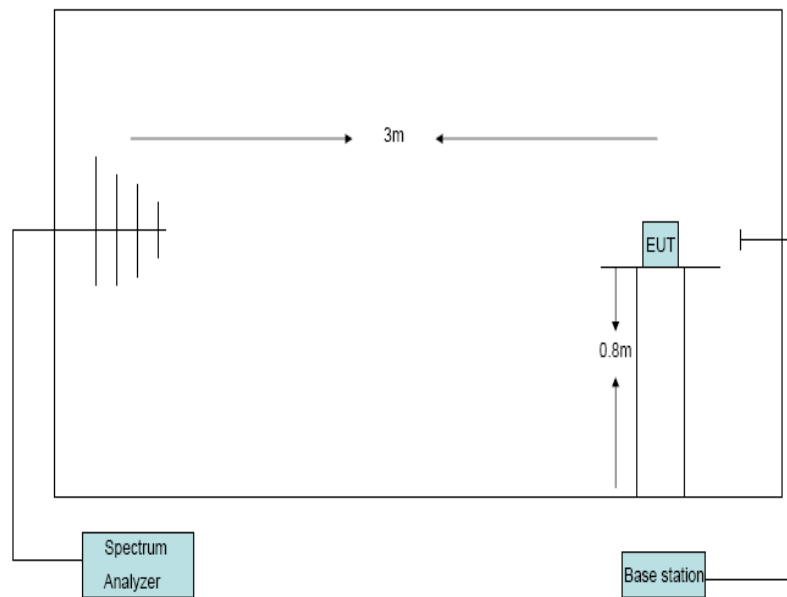 3m
EUT
0.8m
Spectrum
Analyzer
Base station